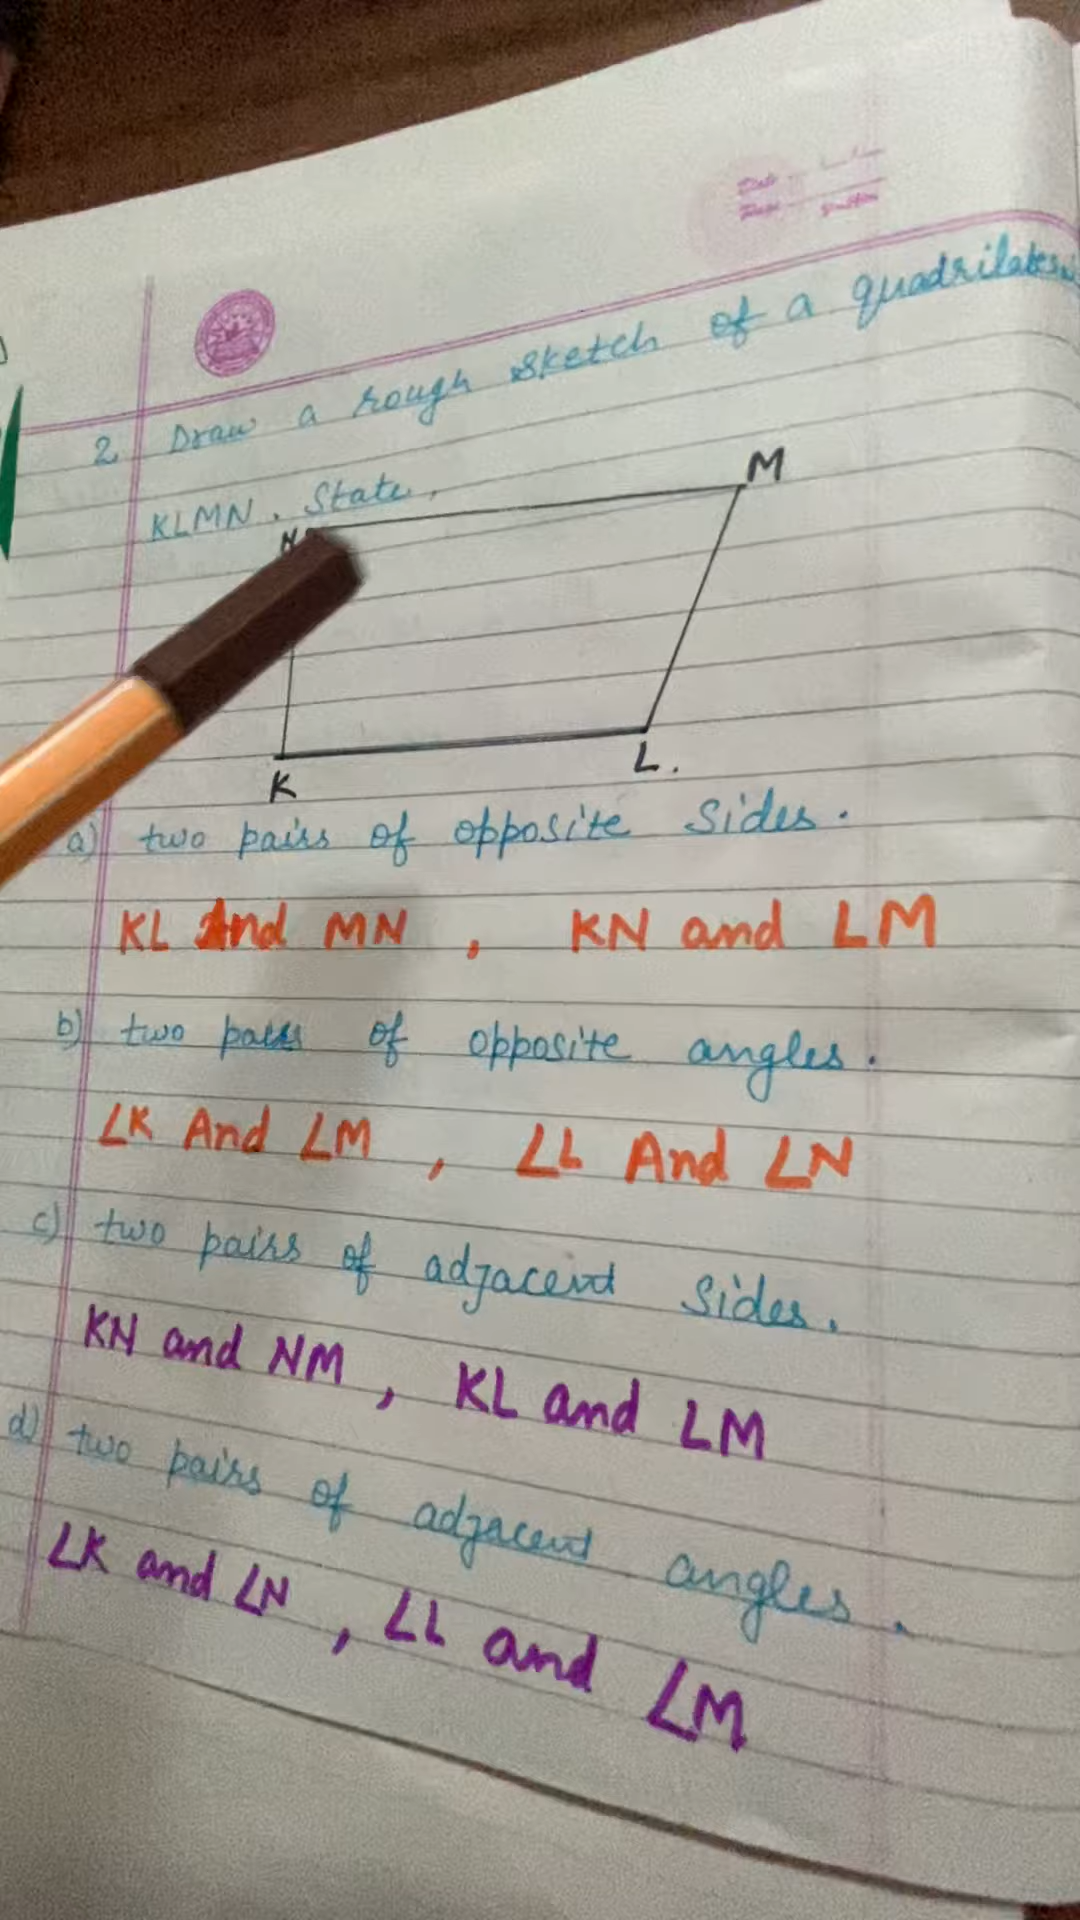 2. Draw a rough sketch of a quadrilateral
KLMN. State,
M
N
K
L.
a) two pairs of opposite sides.
KL And MN, KN and LM
b) two pairs of opposite angles.
∠K And ∠M, ∠L And ∠N
c) two pairs of adjacent sides.
KN and NM, KL and LM
d) two pairs of adjacent angles.
∠K and ∠N, ∠L and ∠M